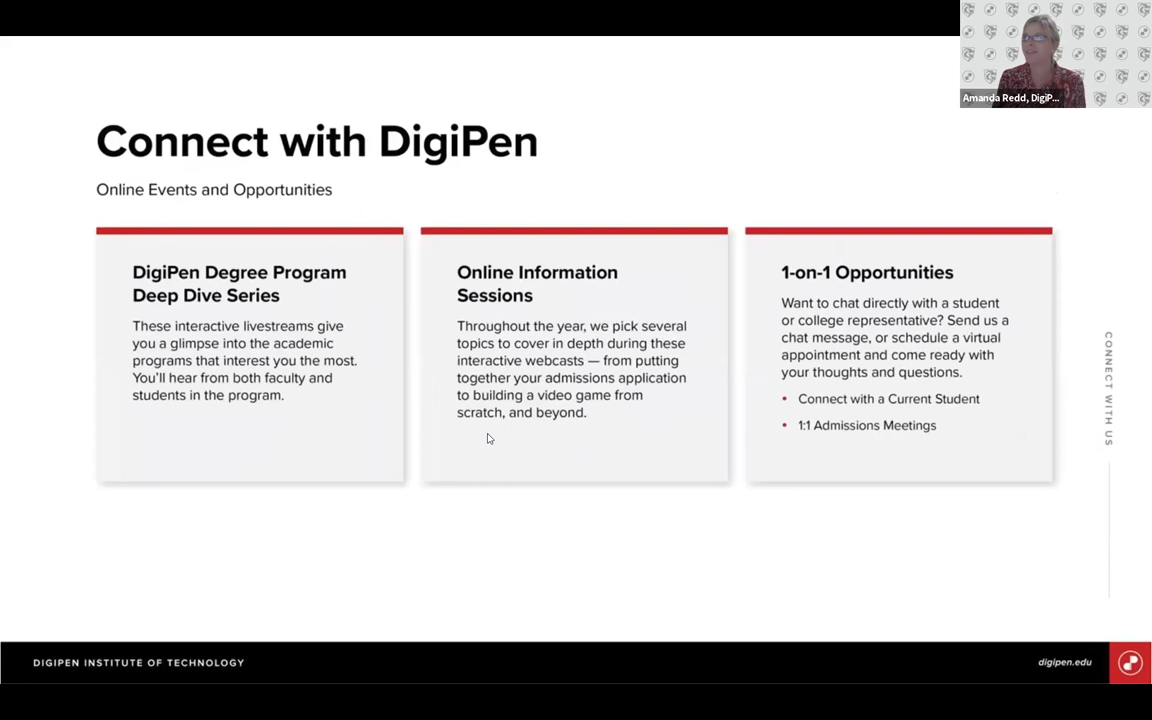 Amanda Redd, DigiP...
Connect with DigiPen
Online Events and Opportunities
DigiPen Degree Program
Deep Dive Series
These interactive livestreams give
you a glimpse into the academic
programs that interest you the most.
You'll hear from both faculty and
students in the program.
Online Information
Sessions
Throughout the year, we pick several
topics to cover in depth during these
interactive webcasts — from putting
together your admissions application
to building a video game from
scratch, and beyond.
1-on-1 Opportunities
Want to chat directly with a student
or college representative? Send us a
chat message, or schedule a virtual
appointment and come ready with
your thoughts and questions.
• Connect with a Current Student
• 1:1 Admissions Meetings
CONNECT WITH US
DIGIPEN INSTITUTE OF TECHNOLOGY
digipen.edu